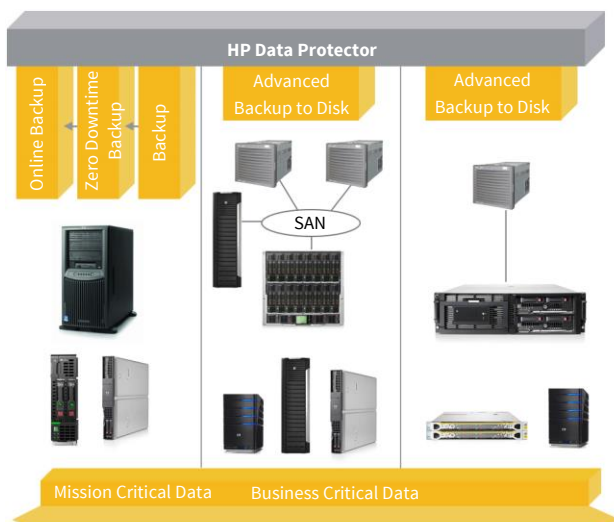 HP Data Protector
Online Backup
Zero Downtime
Backup
Backup
Advanced
Backup to Disk
Advanced
Backup to Disk
SAN
Mission Critical Data
Business Critical Data